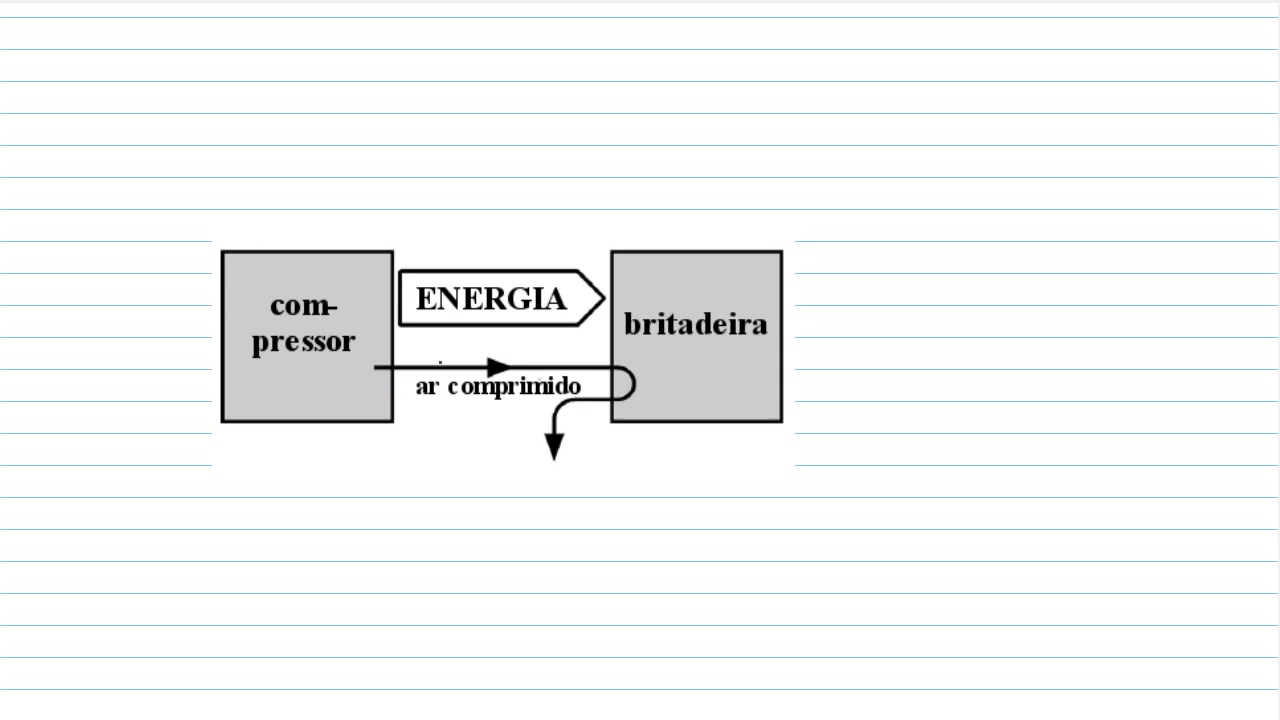 com-
pressor
ENERGIA
britadeira
ar comprimido